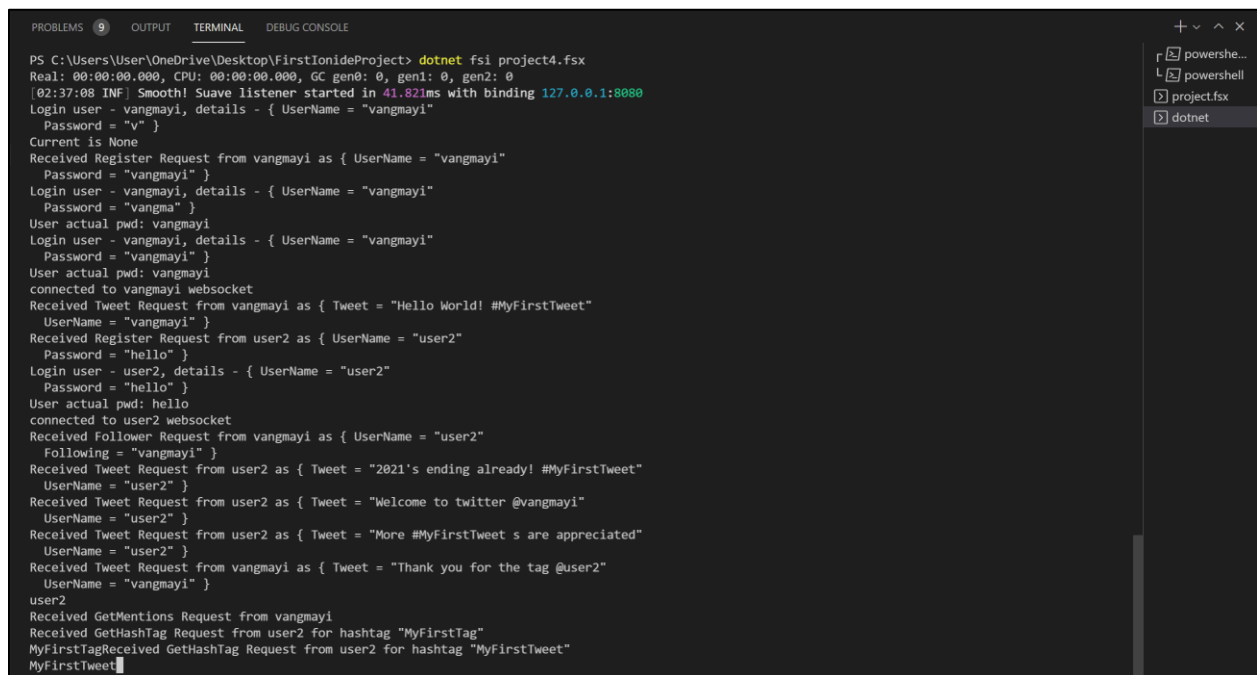 PROBLEMS 9 OUTPUT TERMINAL DEBUG CONSOLE
PS C:\Users\User\OneDrive\Desktop\FirstIonideProject> dotnet fsi project4.fsx
Real: 00:00:00.000, CPU: 00:00:00.000, GC gen0: 0, gen1: 0, gen2: 0
[02:37:08 INF] Smooth! Suave listener started in 41.821ms with binding 127.0.0.1:8080
Login user - vangmayi, details - { UserName = "vangmayi"
Password = "v" }
Current is None
Received Register Request from vangmayi as { UserName = "vangmayi"
Password = "vangmayi" }
Login user - vangmayi, details - { UserName = "vangmayi"
Password = "vangma" }
User actual pwd: vangmayi
Login user - vangmayi, details - { UserName = "vangmayi"
Password = "vangmayi" }
User actual pwd: vangmayi
connected to vangmayi websocket
Received Tweet Request from vangmayi as { Tweet = "Hello World! #MyFirstTweet"
UserName = "vangmayi" }
Received Register Request from user2 as { UserName = "user2"
Password = "hello" }
Login user - user2, details - { UserName = "user2"
Password = "hello" }
User actual pwd: hello
connected to user2 websocket
Received Follower Request from vangmayi as { UserName = "user2"
Following = "vangmayi" }
Received Tweet Request from user2 as { Tweet = "2021's ending already! #MyFirstTweet"
UserName = "user2" }
Received Tweet Request from user2 as { Tweet = "Welcome to twitter @vangmayi"
UserName = "user2" }
Received Tweet Request from user2 as { Tweet = "More #MyFirstTweet s are appreciated"
UserName = "user2" }
Received Tweet Request from vangmayi as { Tweet = "Thank you for the tag @user2"
UserName = "vangmayi" }
user2
Received GetMentions Request from vangmayi
Received GetHashTag Request from user2 for hashtag "MyFirstTag"
MyFirstTagReceived GetHashTag Request from user2 for hashtag "MyFirstTweet"
MyFirstTweet
powershe...
powershell
project.fsx
dotnet